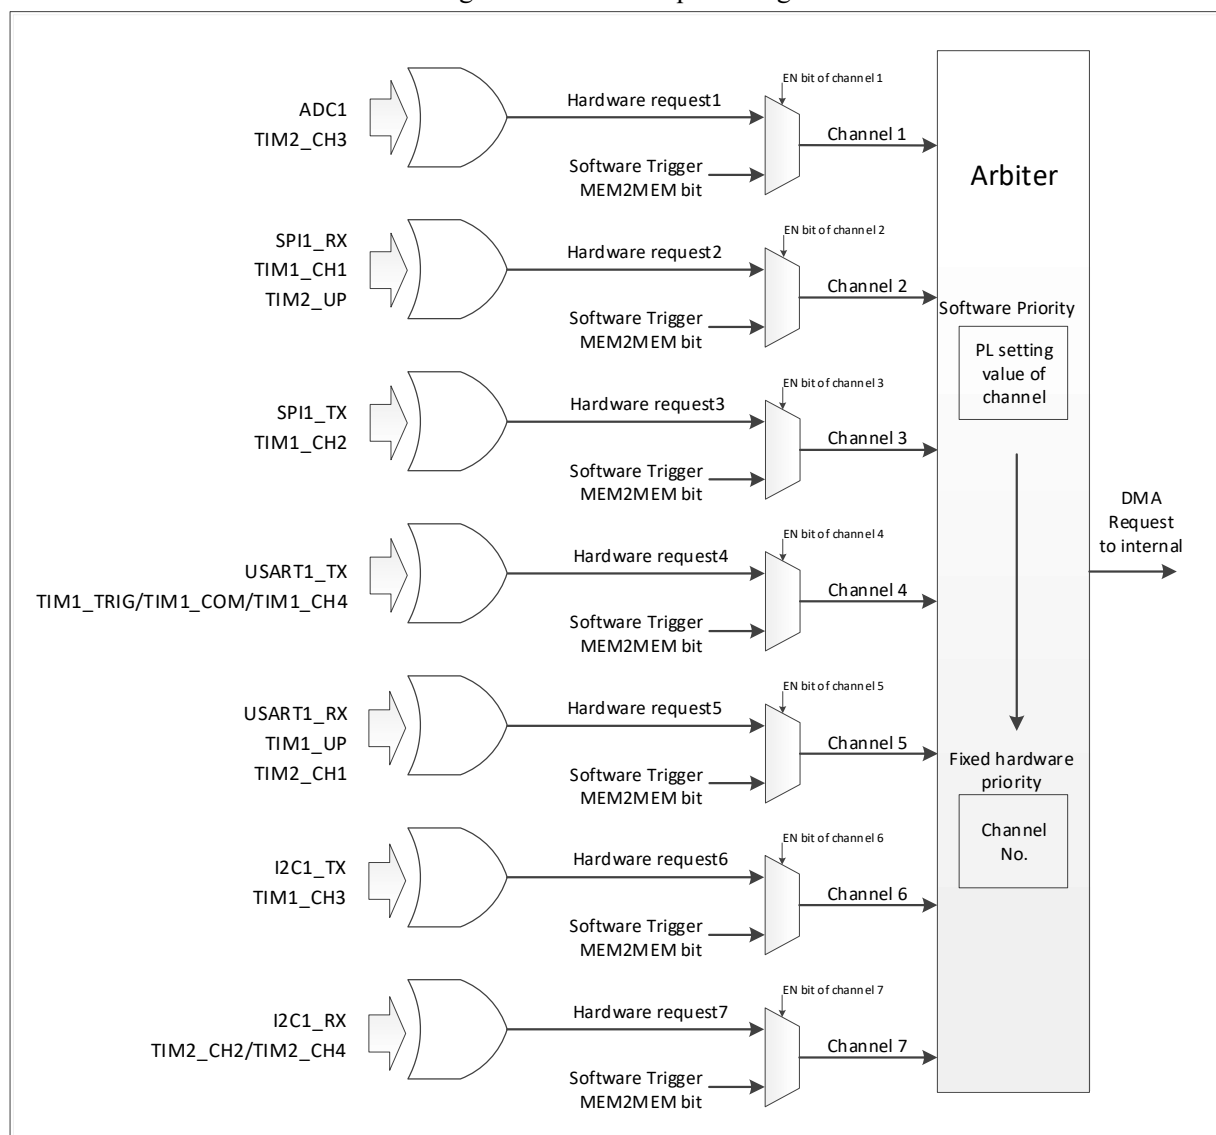 ADC1
TIM2_CH3
Hardware request1
EN bit of channel 1
Software Trigger
MEM2MEM bit
Channel 1
Arbiter
SPI1_RX
TIM1_CH1
TIM2_UP
Hardware request2
EN bit of channel 2
Software Trigger
MEM2MEM bit
Channel 2
Software Priority
PL setting
value of
channel
SPI1_TX
TIM1_CH2
Hardware request3
EN bit of channel 3
Software Trigger
MEM2MEM bit
Channel 3
USART1_TX
TIM1_TRIG/TIM1_COM/TIM1_CH4
Hardware request4
EN bit of channel 4
Software Trigger
MEM2MEM bit
Channel 4
DMA
Request
to internal
USART1_RX
TIM1_UP
TIM2_CH1
Hardware request5
EN bit of channel 5
Software Trigger
MEM2MEM bit
Channel 5
Fixed hardware
priority
Channel
No.
I2C1_TX
TIM1_CH3
Hardware request6
EN bit of channel 6
Software Trigger
MEM2MEM bit
Channel 6
I2C1_RX
TIM2_CH2/TIM2_CH4
Hardware request7
EN bit of channel 7
Software Trigger
MEM2MEM bit
Channel 7